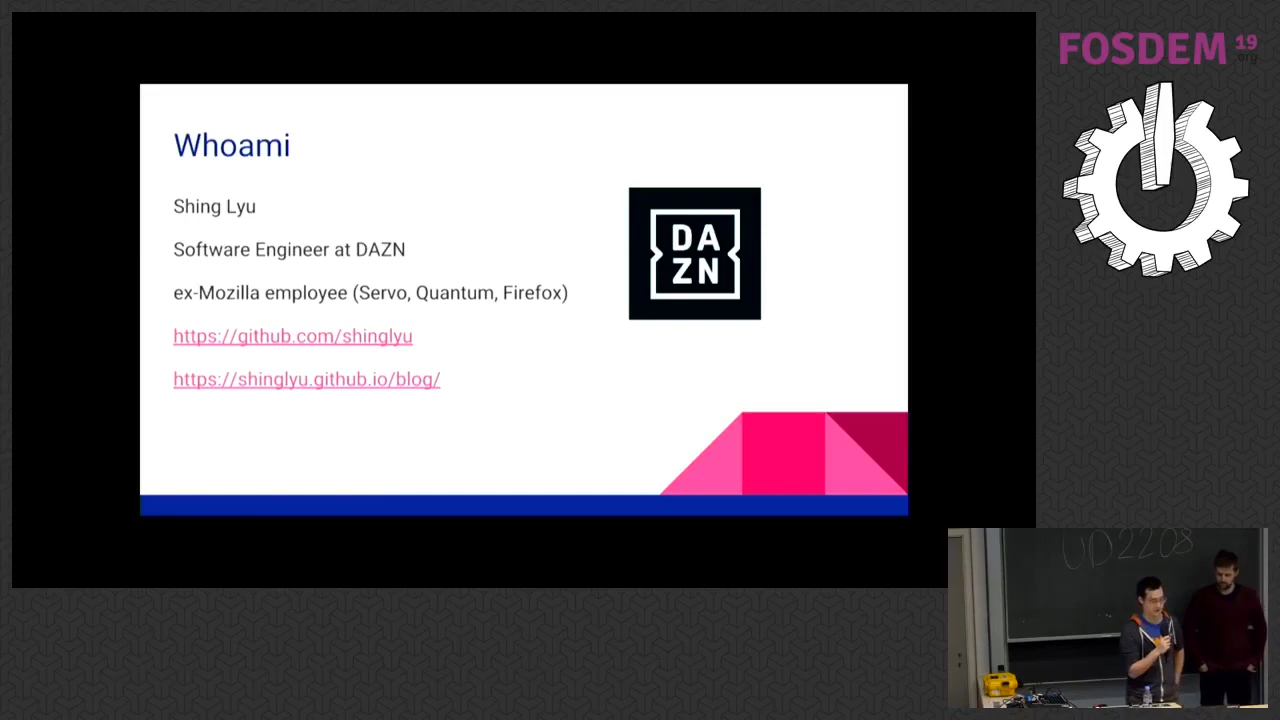 FOSDEM 19
.org
Whoami
Shing Lyu
Software Engineer at DAZN
ex-Mozilla employee (Servo, Quantum, Firefox)
https://github.com/shinglyu
https://shinglyu.github.io/blog/
DA
ZN
UD2208